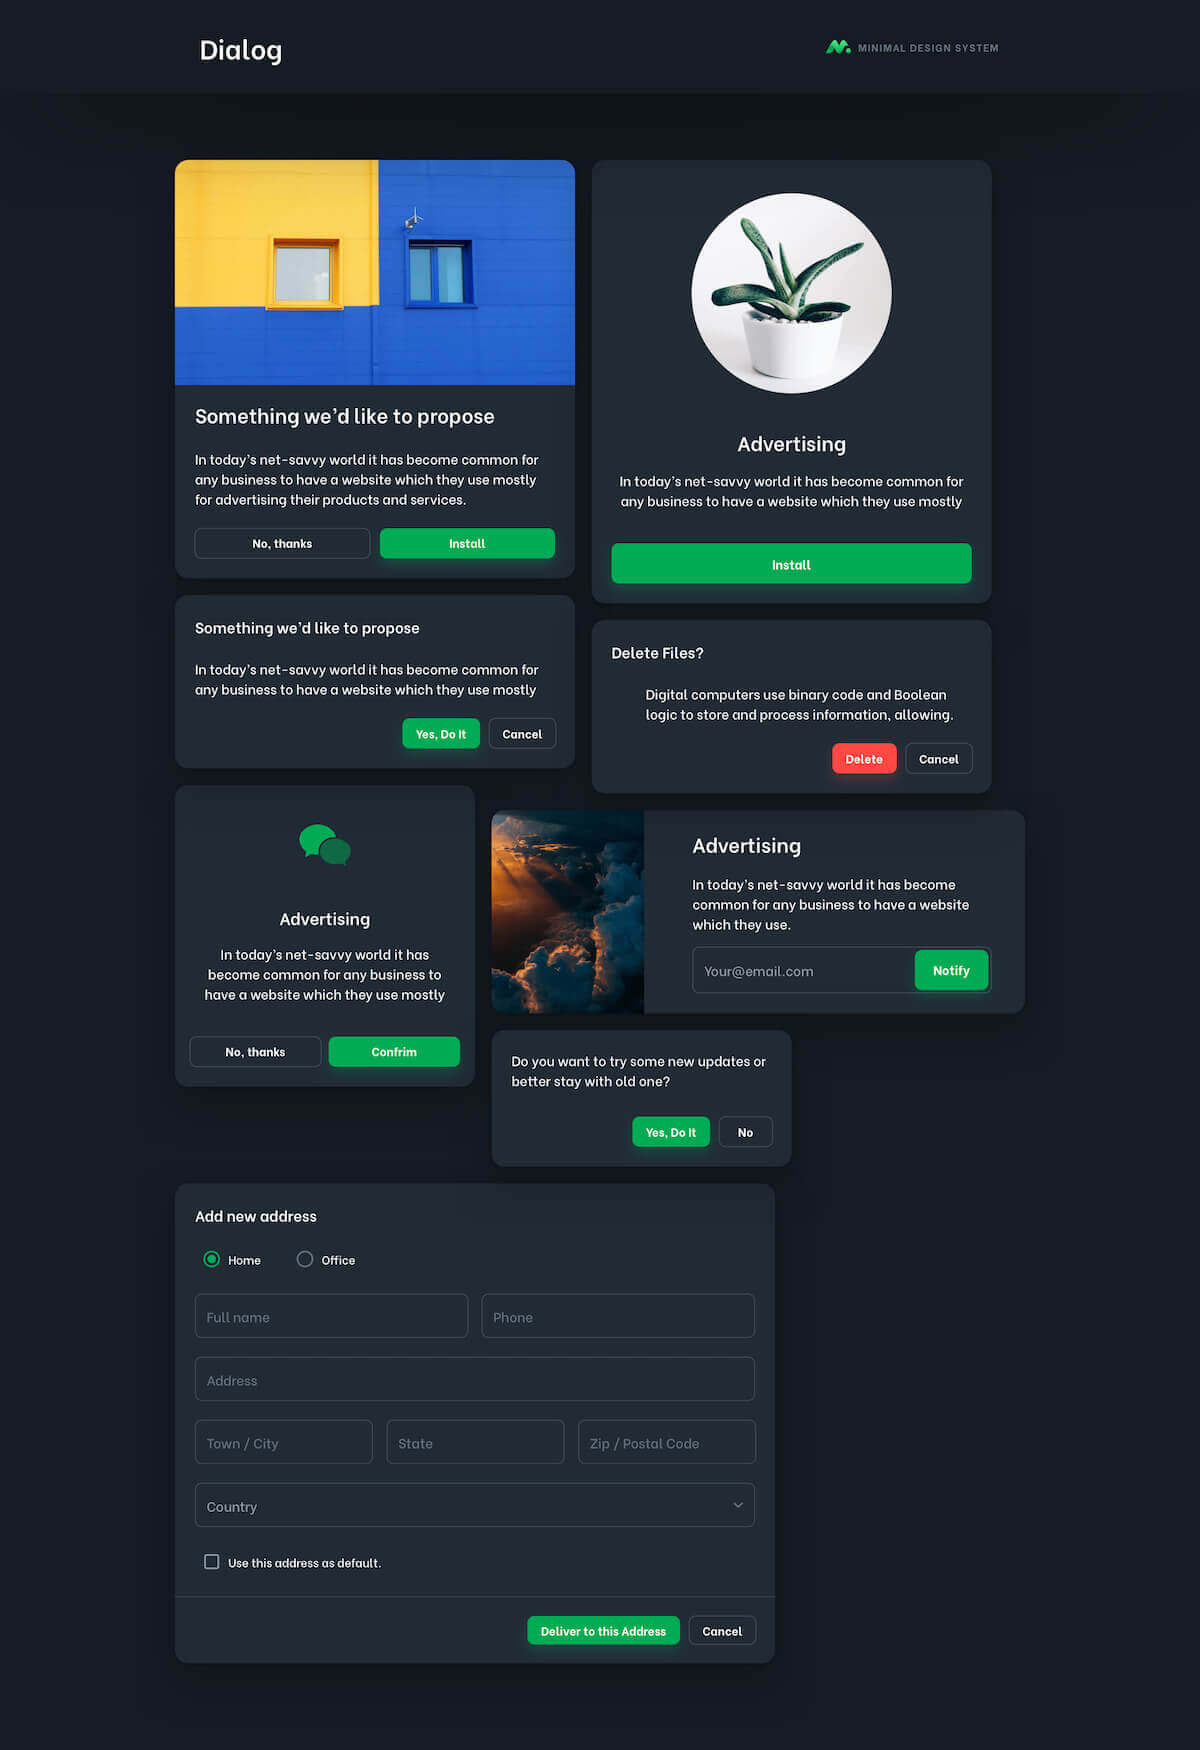 Dialog
MINIMAL DESIGN SYSTEM
Something we'd like to propose
In today's net-savvy world it has become common for
any business to have a website which they use mostly
for advertising their products and services.
No, thanks
Install
Advertising
In today's net-savvy world it has become common for
any business to have a website which they use mostly
Install
Something we'd like to propose
In today's net-savvy world it has become common for
any business to have a website which they use mostly
Yes, Do It
Cancel
Delete Files?
Digital computers use binary code and Boolean
logic to store and process information, allowing.
Delete
Cancel
Advertising
In today's net-savvy world it has
become common for any business to
have a website which they use mostly
No, thanks
Confrim
Advertising
In today's net-savvy world it has become
common for any business to have a website
which they use.
Your@email.com
Notify
Do you want to try some new updates or
better stay with old one?
Yes, Do It
No
Add new address
Home
Office
Full name
Phone
Address
Town / City
State
Zip / Postal Code
Country
Use this address as default.
Deliver to this Address
Cancel